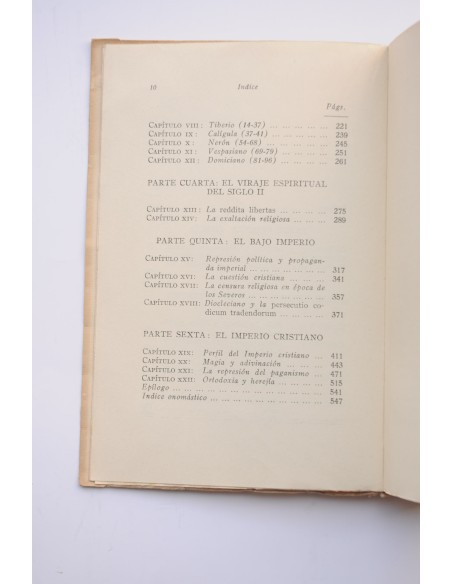 10 Indice
Págs.
CAPÍTULO VIII: Tiberio (14-37) ... ... ... ... ... 221
CAPÍTULO IX: Calígula (37-41) ... ... ... ... 239
CAPÍTULO X: Nerón (54-68) ... ... ... ... ... 245
CAPÍTULO XI: Vespasiano (69-79) ... ... ... ... 251
CAPÍTULO XII: Domiciano (81-96) ... ... ... ... 261
PARTE CUARTA: EL VIRAJE ESPIRITUAL
DEL SIGLO II
CAPÍTULO XIII: La reddita libertas ... ... ... ... 275
CAPÍTULO XIV: La exaltación religiosa ... ... ... 289
PARTE QUINTA: EL BAJO IMPERIO
CAPÍTULO XV: Represión política y propagan-
da imperial ... ... ... ... ... 317
CAPÍTULO XVI: La cuestión cristiana ... ... ... 341
CAPÍTULO XVII: La censura religiosa en época de
los Severos ... ... ... ... ... 357
CAPÍTULO XVIII: Diocleciano y la persecutio co-
dicum tradendorum ... ... ... 371
PARTE SEXTA: EL IMPERIO CRISTIANO
CAPÍTULO XIX: Perfil del Imperio cristiano ... 411
CAPÍTULO XX: Magia y adivinación ... ... ... 443
CAPÍTULO XXI: La represión del paganismo ... 471
CAPÍTULO XXII: Ortodoxia y herejía ... ... ... 515
Epílogo ... ... ... ... ... ... ... ... ... ... 541
Indice onomástico ... ... ... ... ... ... ... ... 547